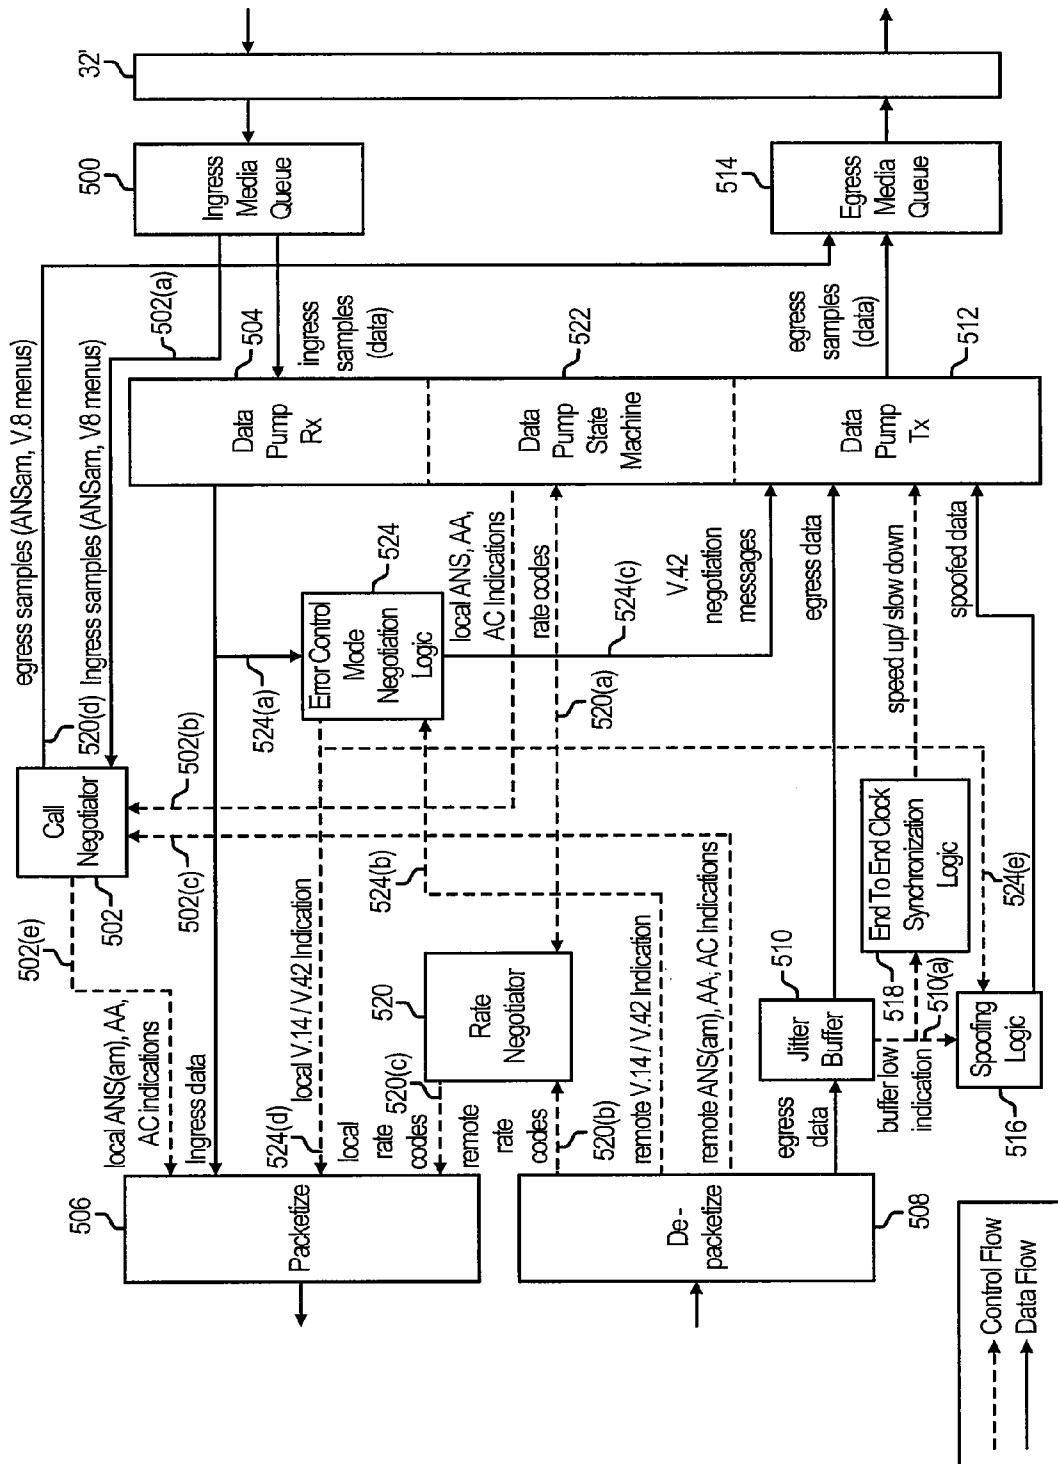 502(e)
local ANS(am), AA,
AC indications
Ingress data
506
Packetize
524(d)
local V.14 / V.42 Indication
local
rate
codes
520(c)
remote
rate
codes
520(b)
520
Rate
Negotiator
De -
packetize
508
remote V.14 / V.42 Indication
remote ANS(am), AA, AC Indications
egress
data
510
Jitter
Buffer
buffer low
indication
510(a)
518
End To End Clock
Synchronization
Logic
516
Spoofing
Logic
524(e)
Call
Negotiator
502
502(c)
502(b)
520(d)
egress samples (ANSam, V.8 menus)
Ingress samples (ANSam, V8 menus)
502(a)
524(a)
Error Control
Mode
Negotiation
Logic
524
524(b)
524(c)
local ANS, AA,
AC Indications
rate codes
520(a)
V.42
negotiation
messages
egress data
speed up/ slow down
spoofed data
Data
Pump
Rx
504
Data
Pump
State
Machine
522
Data
Pump
Tx
512
ingress
samples
(data)
egress
samples
(data)
500
Ingress
Media
Queue
514
Egress
Media
Queue
32'
Control Flow
Data Flow